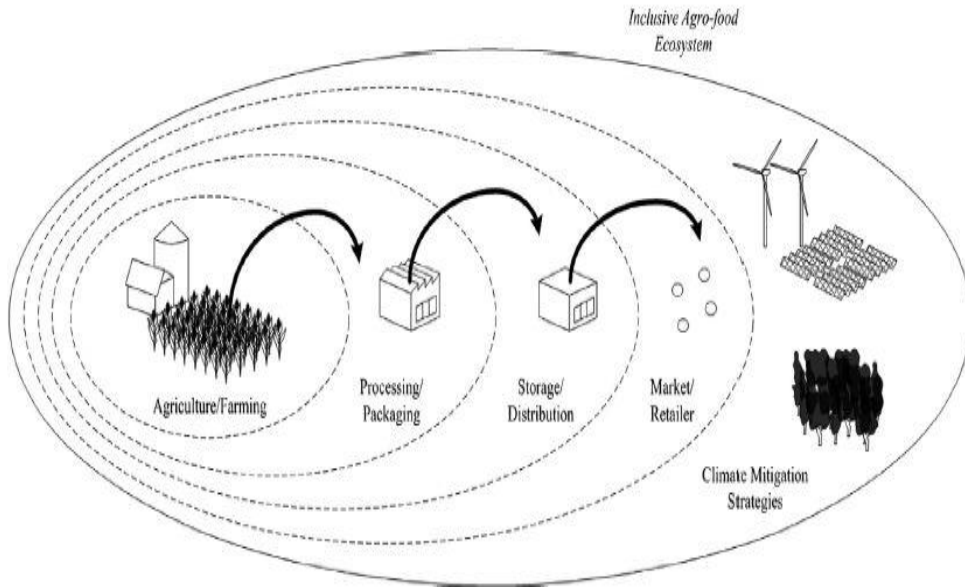 Inclusive Agro-food
Ecosystem
Agriculture/Farming
Processing/
Packaging
Storage/
Distribution
Market/
Retailer
Climate Mitigation
Strategies